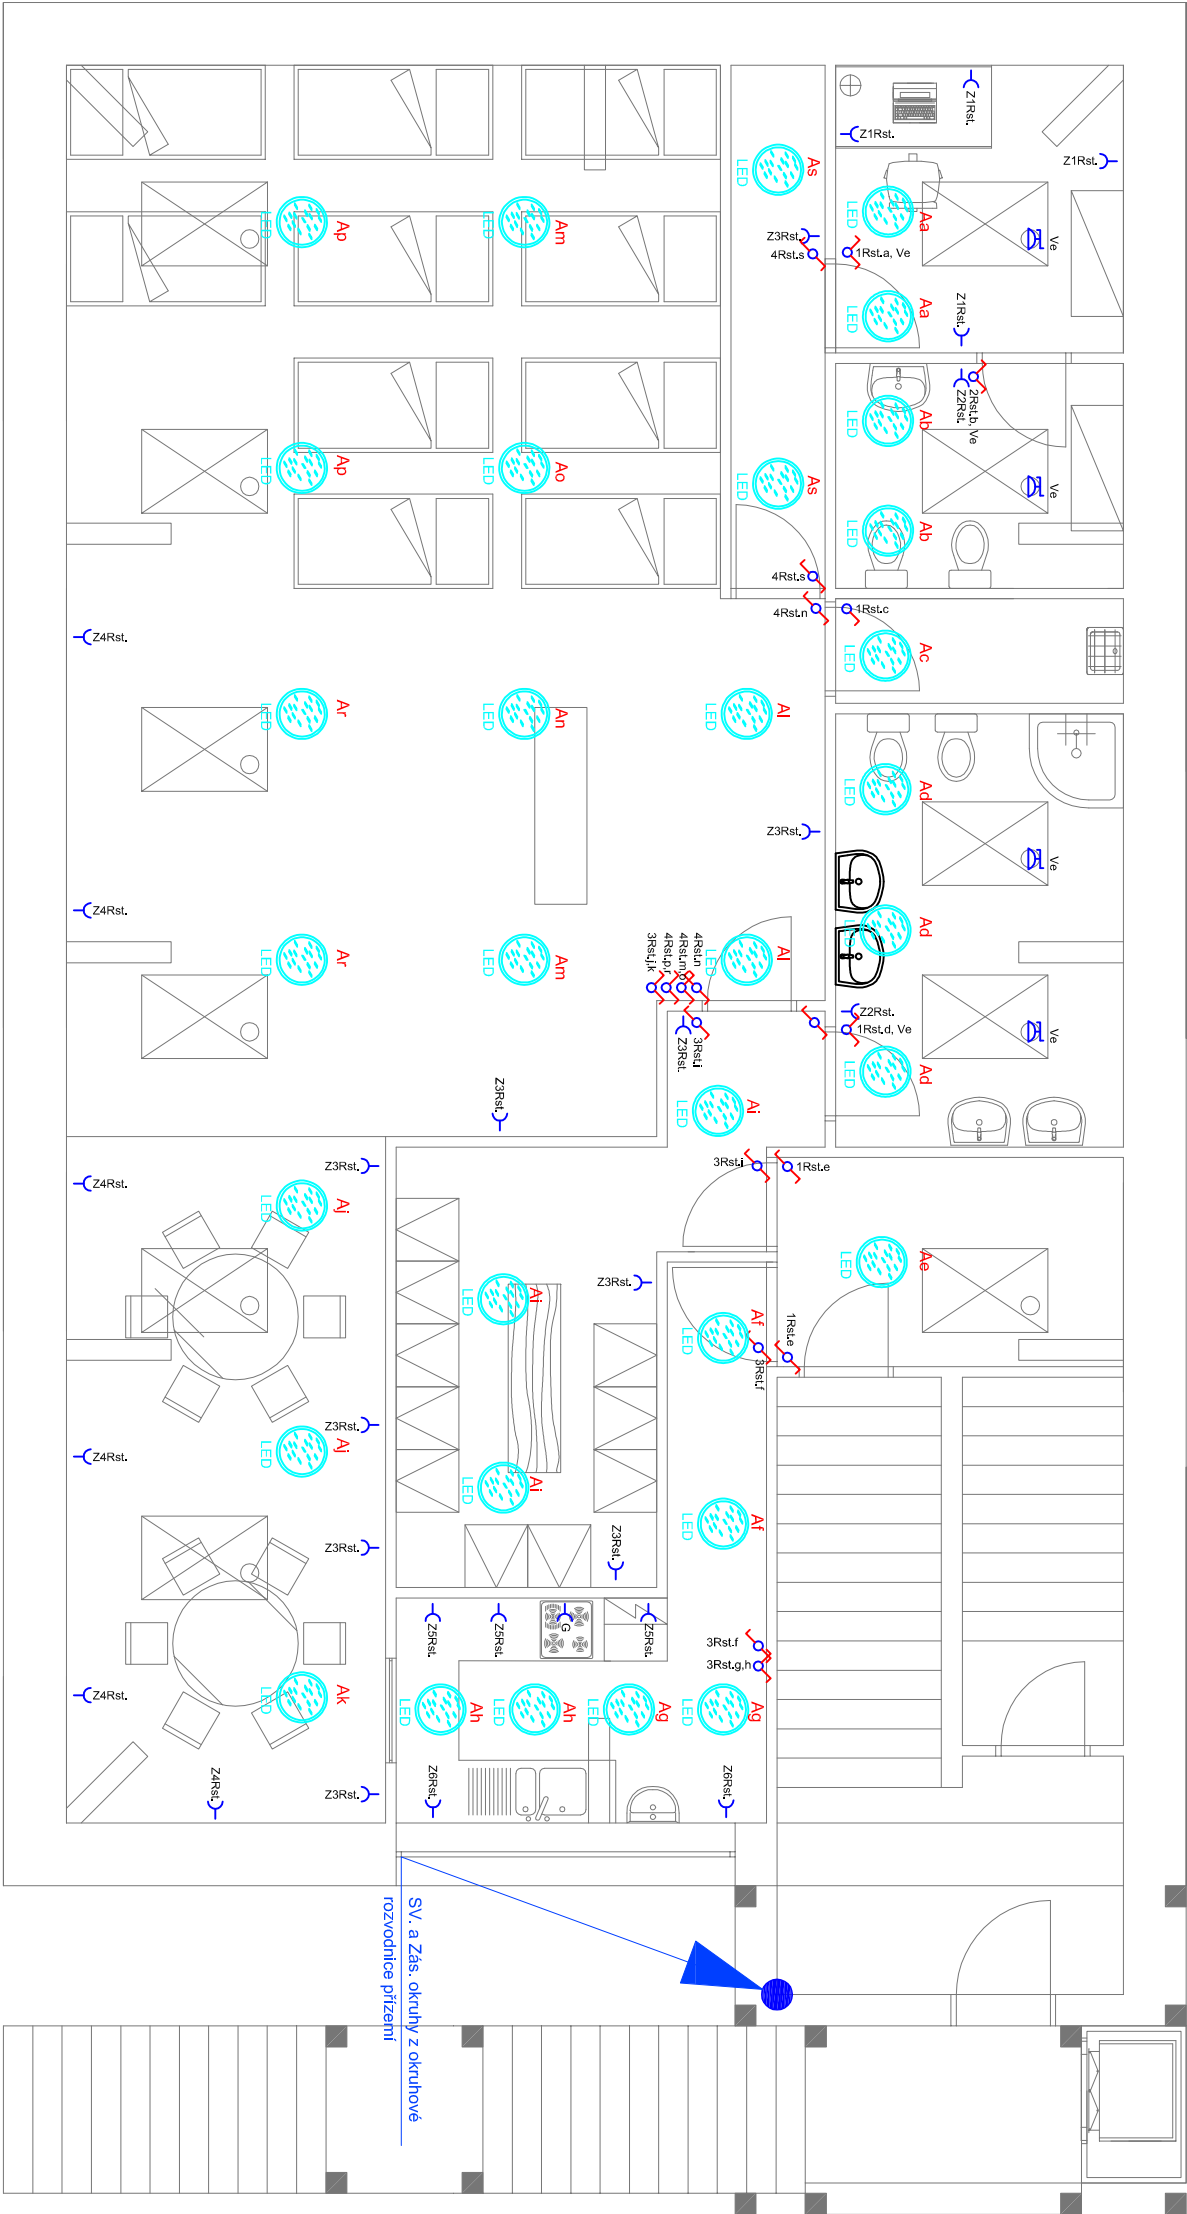 Z1Rst.
Z1Rst.
Z1Rst.
As
LED
Aa
LED
Ve
Ap
LED
Am
LED
Z3Rst.
4Rst.s
1Rst.a, Ve
Aa
LED
Z1Rst.
2Rst.b, Ve
Z2Rst.
Ab
LED
Ap
LED
Ao
LED
As
LED
Ve
Ab
LED
4Rst.s
4Rst.n
1Rst.c
Z4Rst.
Ac
LED
Ar
LED
An
LED
Al
LED
Ad
LED
Z3Rst.
Ve
Z4Rst.
Ad
LED
Ar
LED
Am
LED
Al
LED
4Rst.n
4Rst.m,o
4Rst.p,r
3Rst.j,k
Z2Rst.
1Rst.d, Ve
Ve
3Rst.i
Z3Rst.
Ad
LED
Z3Rst.
Ai
LED
Z3Rst.
3Rst.i
1Rst.e
Z4Rst.
Aj
LED
Ae
LED
Z3Rst.
Ai
LED
Af
LED
1Rst.e
3Rst.f
Z3Rst.
Aj
LED
Z4Rst.
Ai
LED
Af
LED
Z3Rst.
Z3Rst.
Z5Rst.
Z5Rst.
G
Z5Rst.
3Rst.f
3Rst.g,h
Z4Rst.
Ak
LED
Ah
LED
Ah
LED
Ag
LED
Ag
LED
Z4Rst.
Z3Rst.
Z6Rst.
Z6Rst.
SV. a Zás. okruhy z okruhové
rozvodnice přízemí